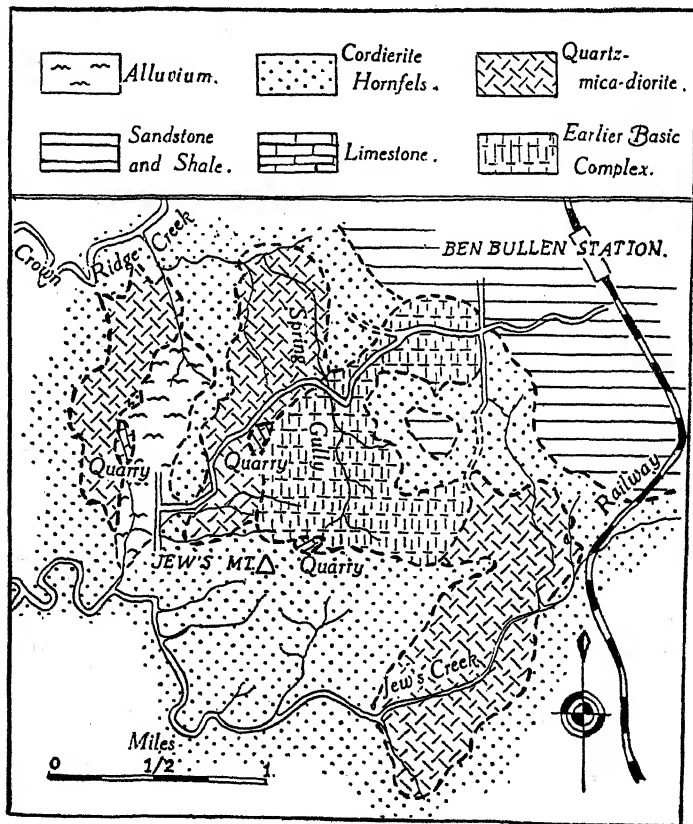 Alluvium.
Cordierite
Hornfels.
Quartz-
mica-diorite.
Sandstone
and Shale.
Limestone.
Earlier Basic
Complex.
Crown
Ridge Creek
BEN BULLEN STATION.
Spring
Gully
Quarry
Quarry
Railway
JEW'S MT.
Quarry
Jew's Creek
Miles
0 1/2 1.